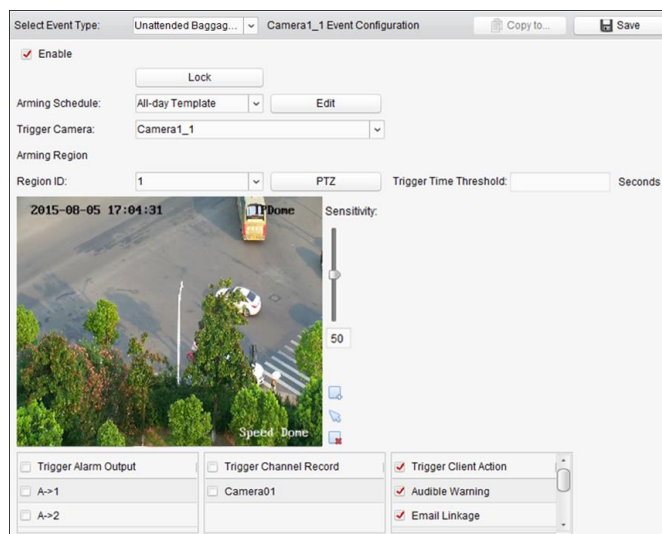 Select Event Type: Unattended Baggag... Camera1_1 Event Configuration Copy to... Save
Enable
Lock
Arming Schedule: All-day Template Edit
Trigger Camera: Camera1_1
Arming Region
Region ID: 1 PTZ Trigger Time Threshold: Seconds
2015-08-05 17:04:31 IPDome Sensitivity:
50
Speed Dome
Trigger Alarm Output Trigger Channel Record Trigger Client Action
A->1 Camera01 Audible Warning
A->2 Email Linkage